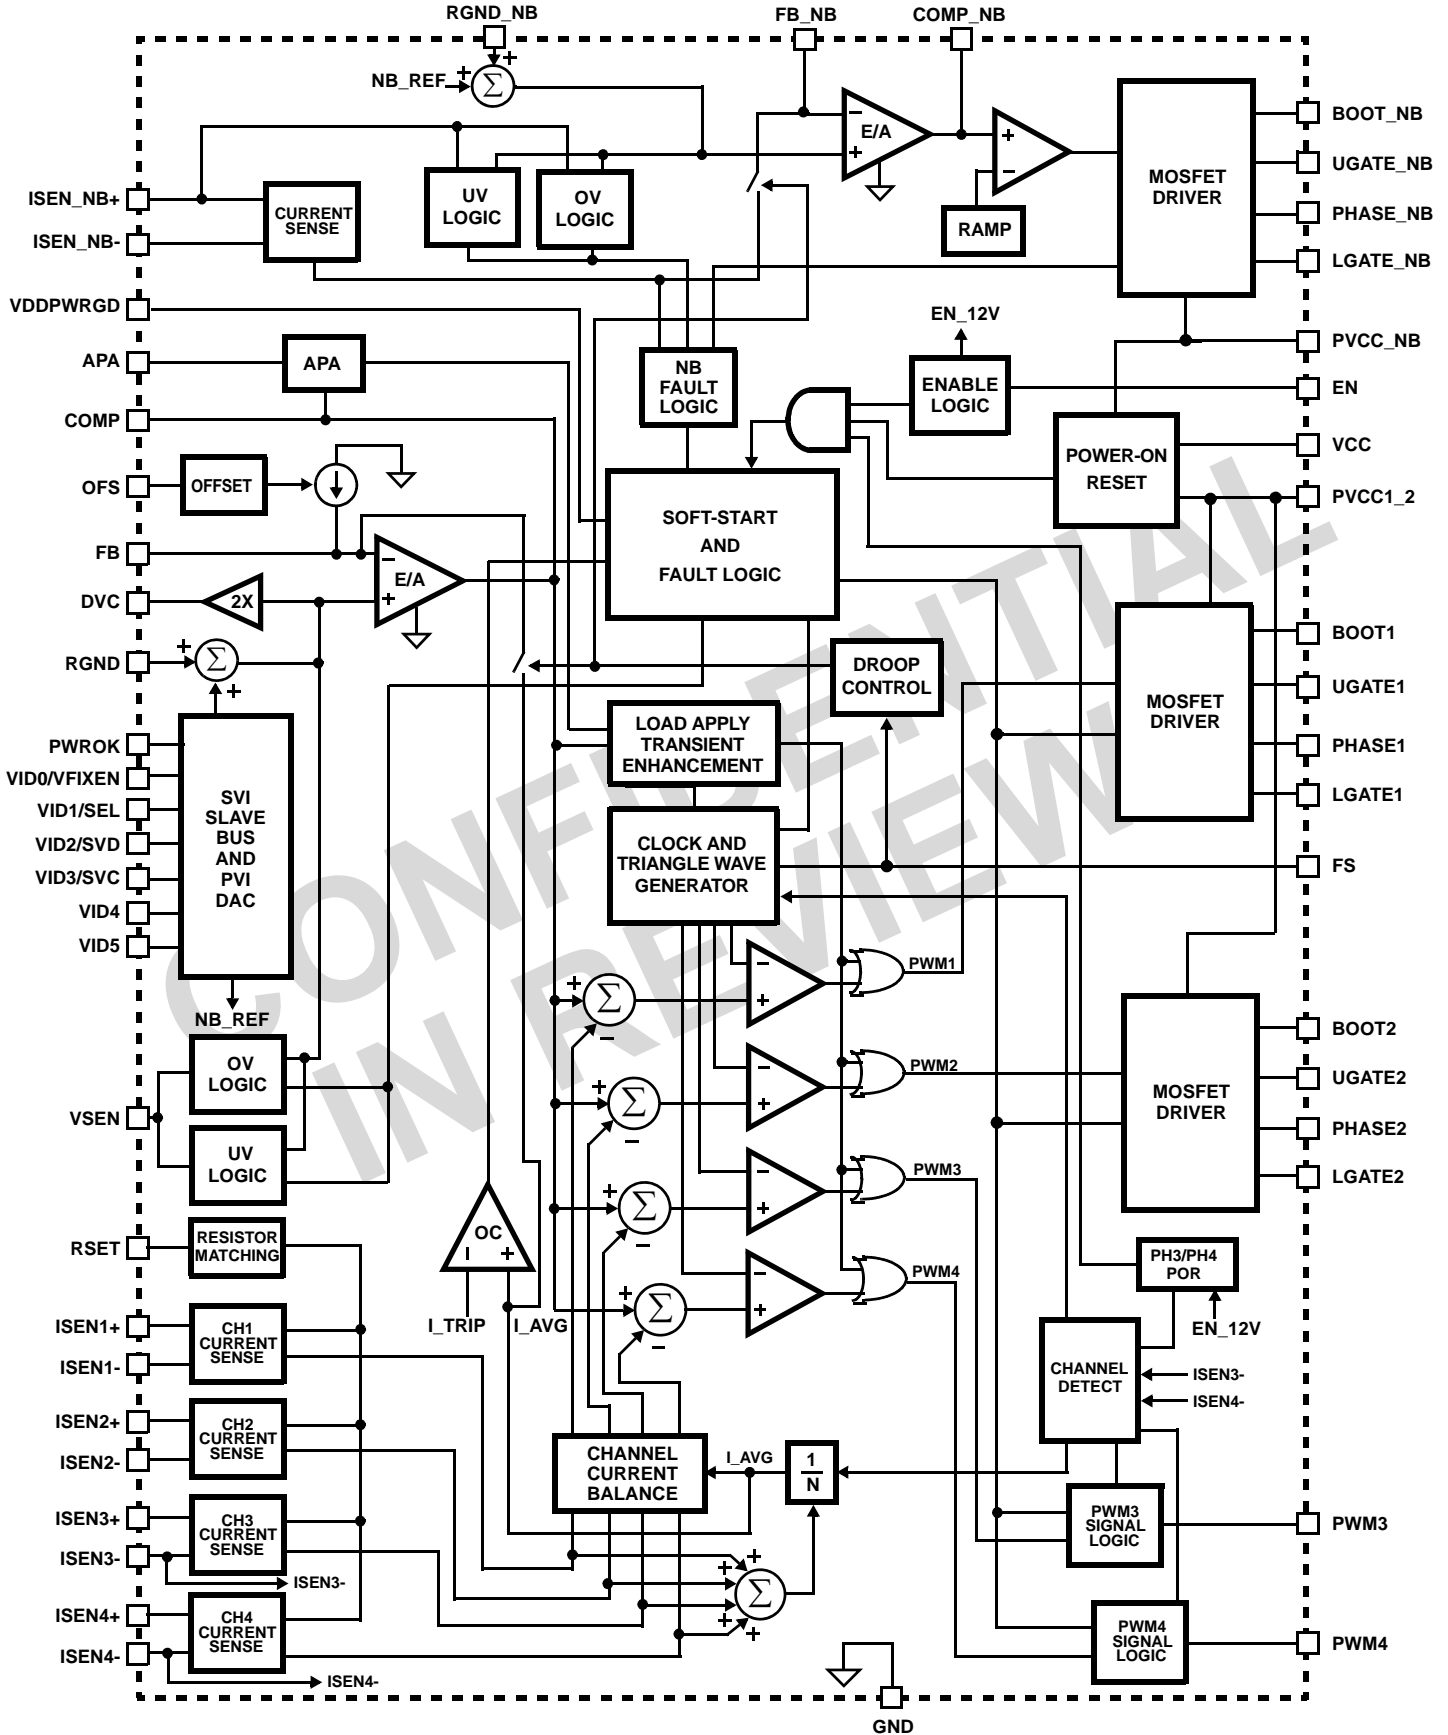 RGND_NB
FB_NB
COMP_NB
NB_REF
+
+
Σ
−
E/A
+
+
−
RAMP
MOSFET
DRIVER
BOOT_NB
UGATE_NB
PHASE_NB
LGATE_NB
ISEN_NB+
ISEN_NB-
CURRENT
SENSE
UV
LOGIC
OV
LOGIC
VDDPWRGD
EN_12V
PVCC_NB
APA
APA
NB
FAULT
LOGIC
ENABLE
LOGIC
EN
COMP
POWER-ON
RESET
VCC
OFS
OFFSET
PVCC1_2
SOFT-START
AND
FAULT LOGIC
FB
−
E/A
+
DVC
2X
RGND
+
Σ
+
DROOP
CONTROL
MOSFET
DRIVER
BOOT1
UGATE1
PHASE1
LGATE1
LOAD APPLY
TRANSIENT
ENHANCEMENT
PWROK
VID0/VFIXEN
VID1/SEL
VID2/SVD
VID3/SVC
VID4
VID5
SVI
SLAVE
BUS
AND
PVI
DAC
CLOCK AND
TRIANGLE WAVE
GENERATOR
FS
CONFIDENTIAL
IN REVIEW
NB_REF
+
Σ
−
−
+
PWM1
OV
LOGIC
VSEN
UV
LOGIC
+
Σ
−
−
+
PWM2
MOSFET
DRIVER
BOOT2
UGATE2
PHASE2
LGATE2
+
Σ
−
−
+
PWM3
OC
−
+
I_TRIP
I_AVG
+
Σ
−
−
+
PWM4
RSET
RESISTOR
MATCHING
PH3/PH4
POR
EN_12V
ISEN1+
ISEN1-
CH1
CURRENT
SENSE
CHANNEL
DETECT
ISEN3-
ISEN4-
ISEN2+
ISEN2-
CH2
CURRENT
SENSE
CHANNEL
CURRENT
BALANCE
I_AVG
1
N
ISEN3+
ISEN3-
CH3
CURRENT
SENSE
ISEN3-
PWM3
SIGNAL
LOGIC
PWM3
+
+
+
+
Σ
ISEN4+
ISEN4-
CH4
CURRENT
SENSE
ISEN4-
PWM4
SIGNAL
LOGIC
PWM4
GND